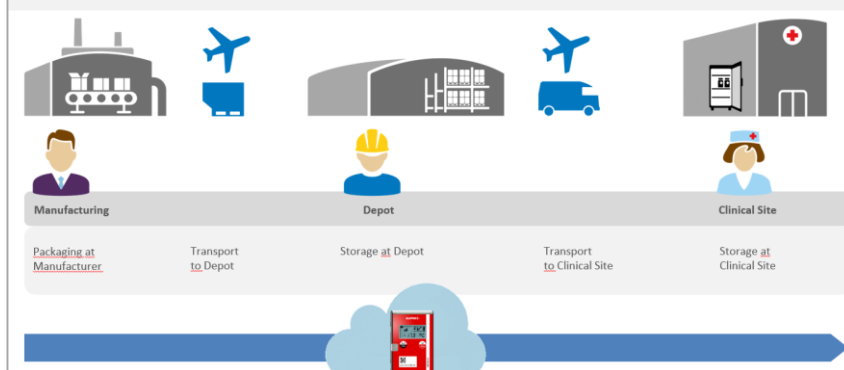 Manufacturing
Depot
Clinical Site
Packaging at
Manufacturer
Transport
to Depot
Storage at Depot
Transport
to Clinical Site
Storage at
Clinical Site